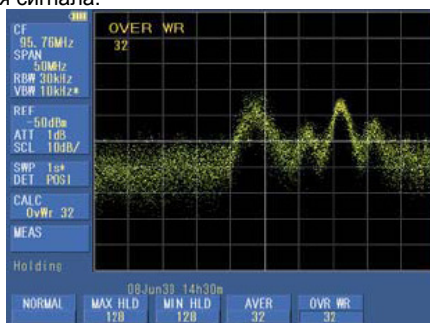 я сигнала.
CF
95.76MHz
SPAN
50MHz
RBW 30kHz
VBW 10kHz*
REF
-50dBm
ATT 1dB
SCL 10dB/
SWP 1s*
DET POSI
CALC
OvWr 32
MEAS
Holding
OVER WR
32
08Jun30 14h30m
NORMAL
MAX HLD
128
MIN HLD
128
AVER
32
OVR WR
32